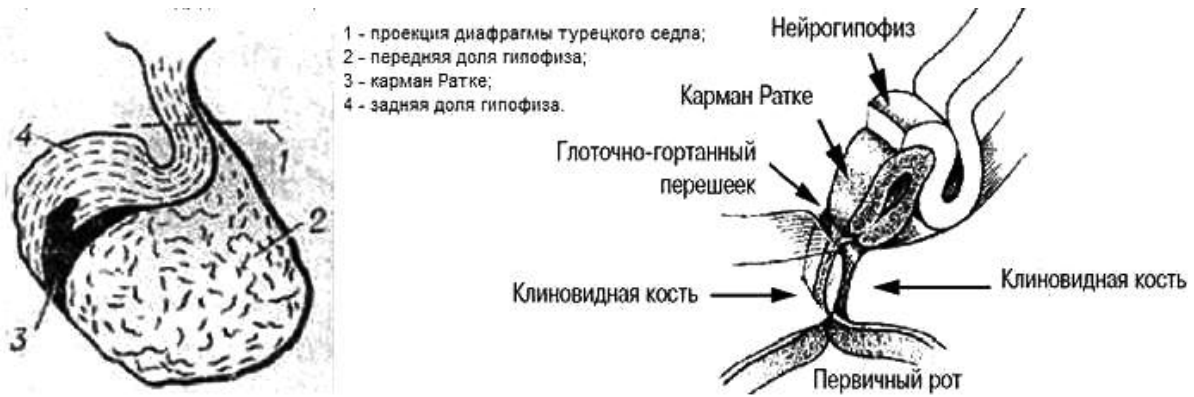 1 - проекция диафрагмы турецкого седла;
2 - передняя доля гипофиза;
3 - карман Ратке;
4 - задняя доля гипофиза.
4
1
2
3
Нейрогипофиз
Карман Ратке
Глоточно-гортанный
перешеек
Клиновидная кость
Клиновидная кость
Первичный рот